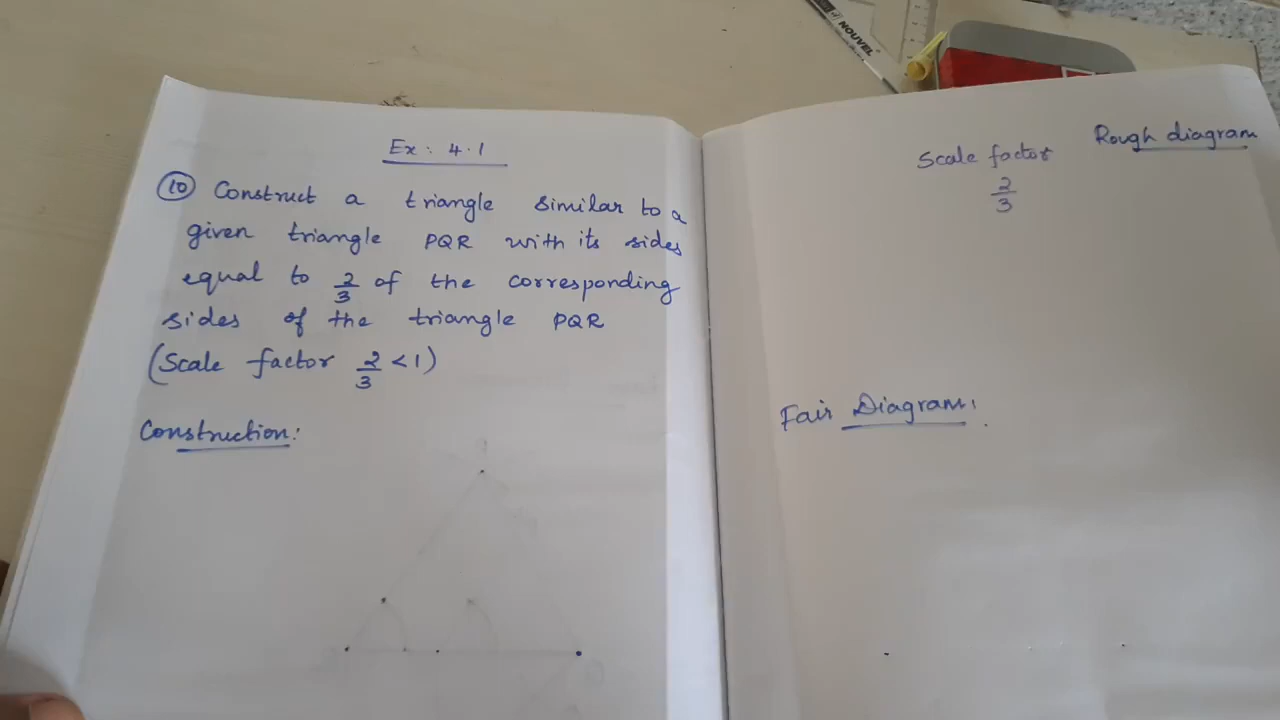 NOUVEL
Ex: 4.1
(10) Construct a triangle similar to a
given triangle PQR with its sides
equal to 2/3 of the corresponding
sides of the triangle PQR
(Scale factor 2/3 < 1)
Construction:
Rough diagram
Scale factor
2/3
Fair Diagram: